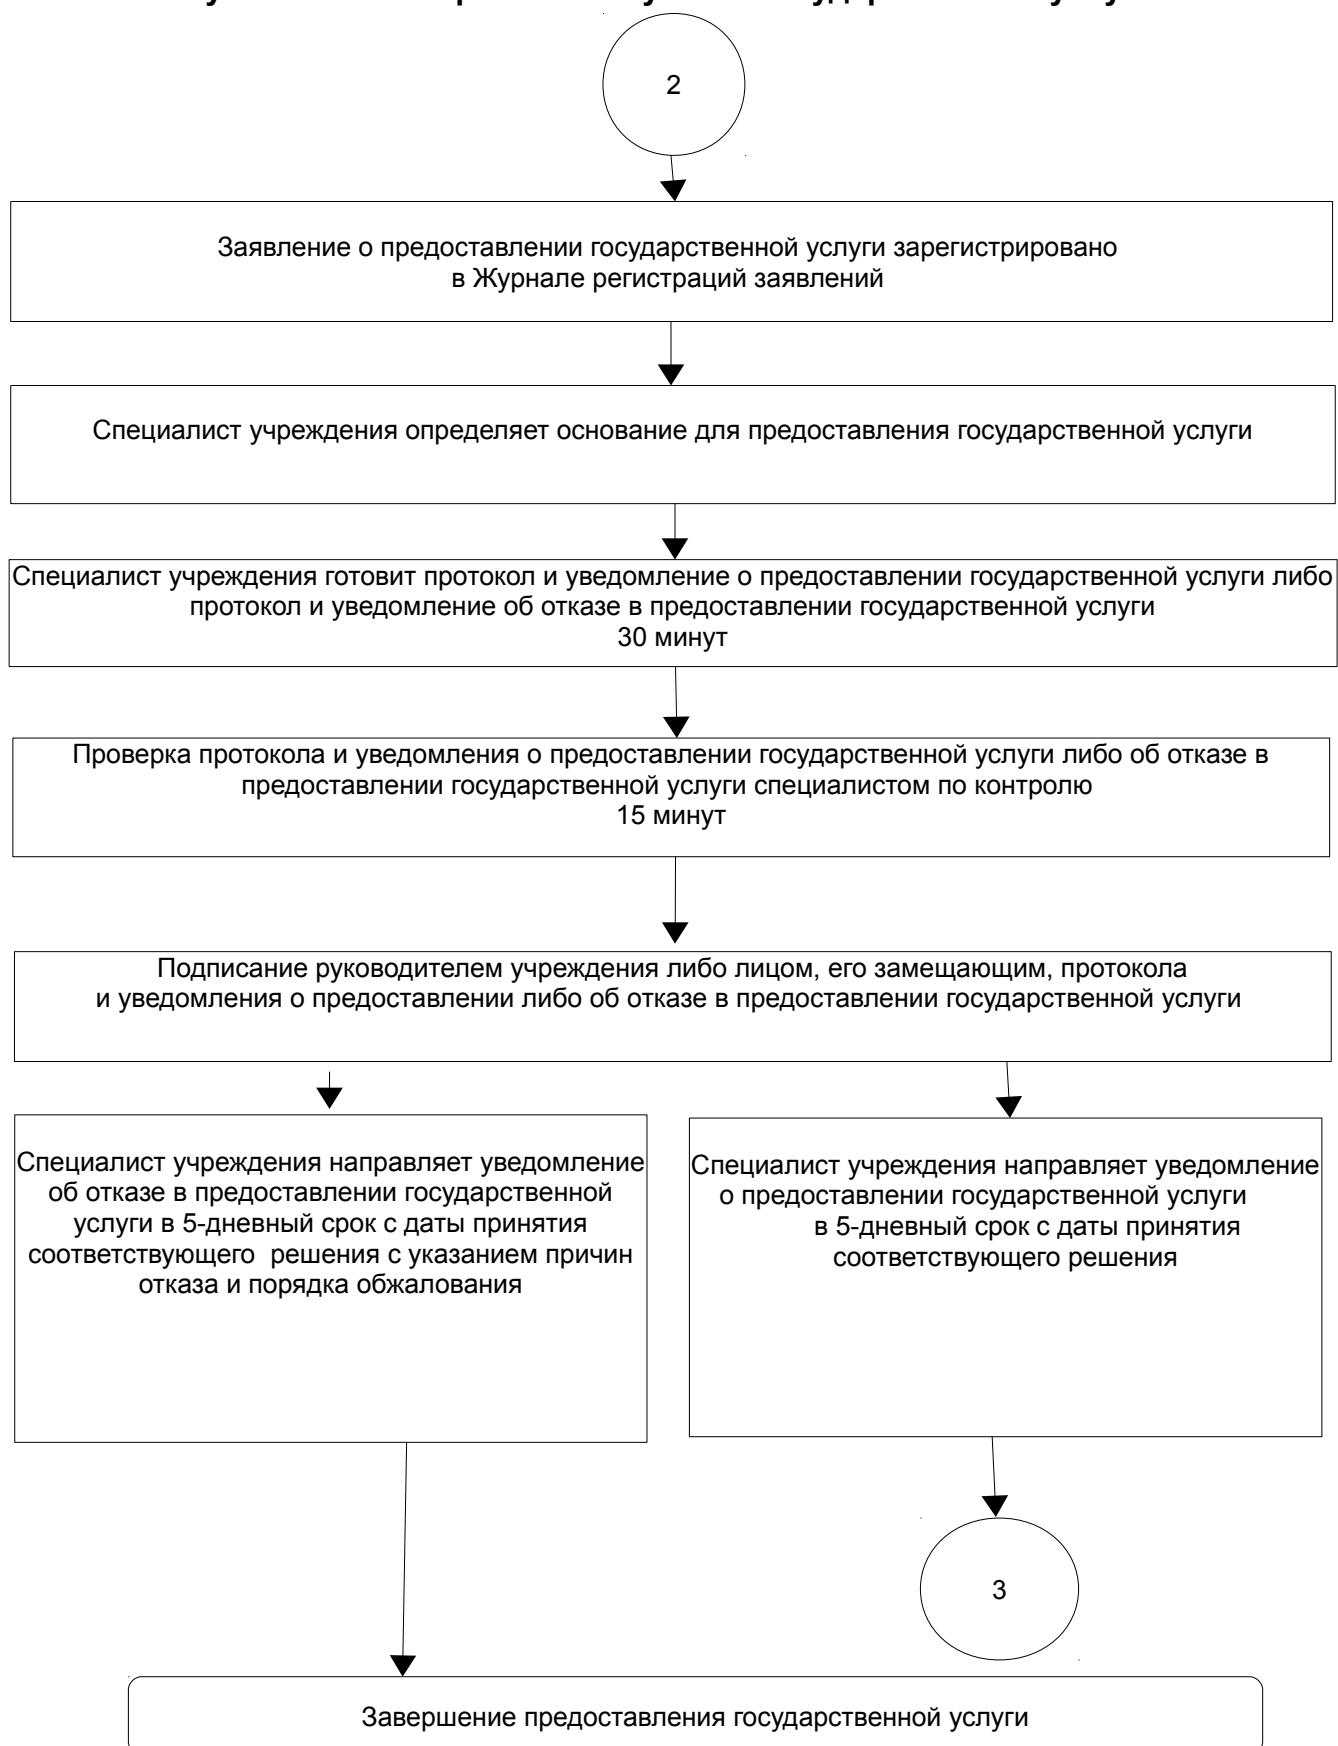 2
Заявление о предоставлении государственной услуги зарегистрировано
в Журнале регистраций заявлений
Специалист учреждения определяет основание для предоставления государственной услуги
Специалист учреждения готовит протокол и уведомление о предоставлении государственной услуги либо
протокол и уведомление об отказе в предоставлении государственной услуги
30 минут
Проверка протокола и уведомления о предоставлении государственной услуги либо об отказе в
предоставлении государственной услуги специалистом по контролю
15 минут
Подписание руководителем учреждения либо лицом, его замещающим, протокола
и уведомления о предоставлении либо об отказе в предоставлении государственной услуги
Специалист учреждения направляет уведомление
об отказе в предоставлении государственной
услуги в 5-дневный срок с даты принятия
соответствующего решения с указанием причин
отказа и порядка обжалования
Специалист учреждения направляет уведомление
о предоставлении государственной услуги
в 5-дневный срок с даты принятия
соответствующего решения
3
Завершение предоставления государственной услуги